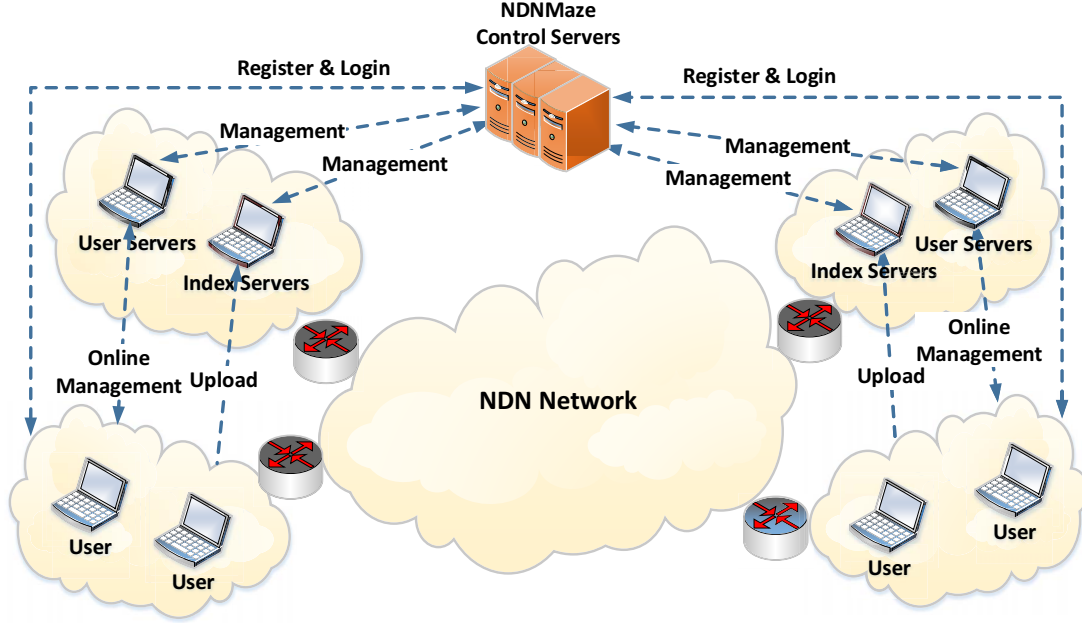 NDNMaze
Control Servers
Register & Login
Register & Login
Management
Management
Management
Management
User Servers
Index Servers
User Servers
Index Servers
Online
Management
Upload
Online
Management
Upload
NDN Network
User
User
User
User